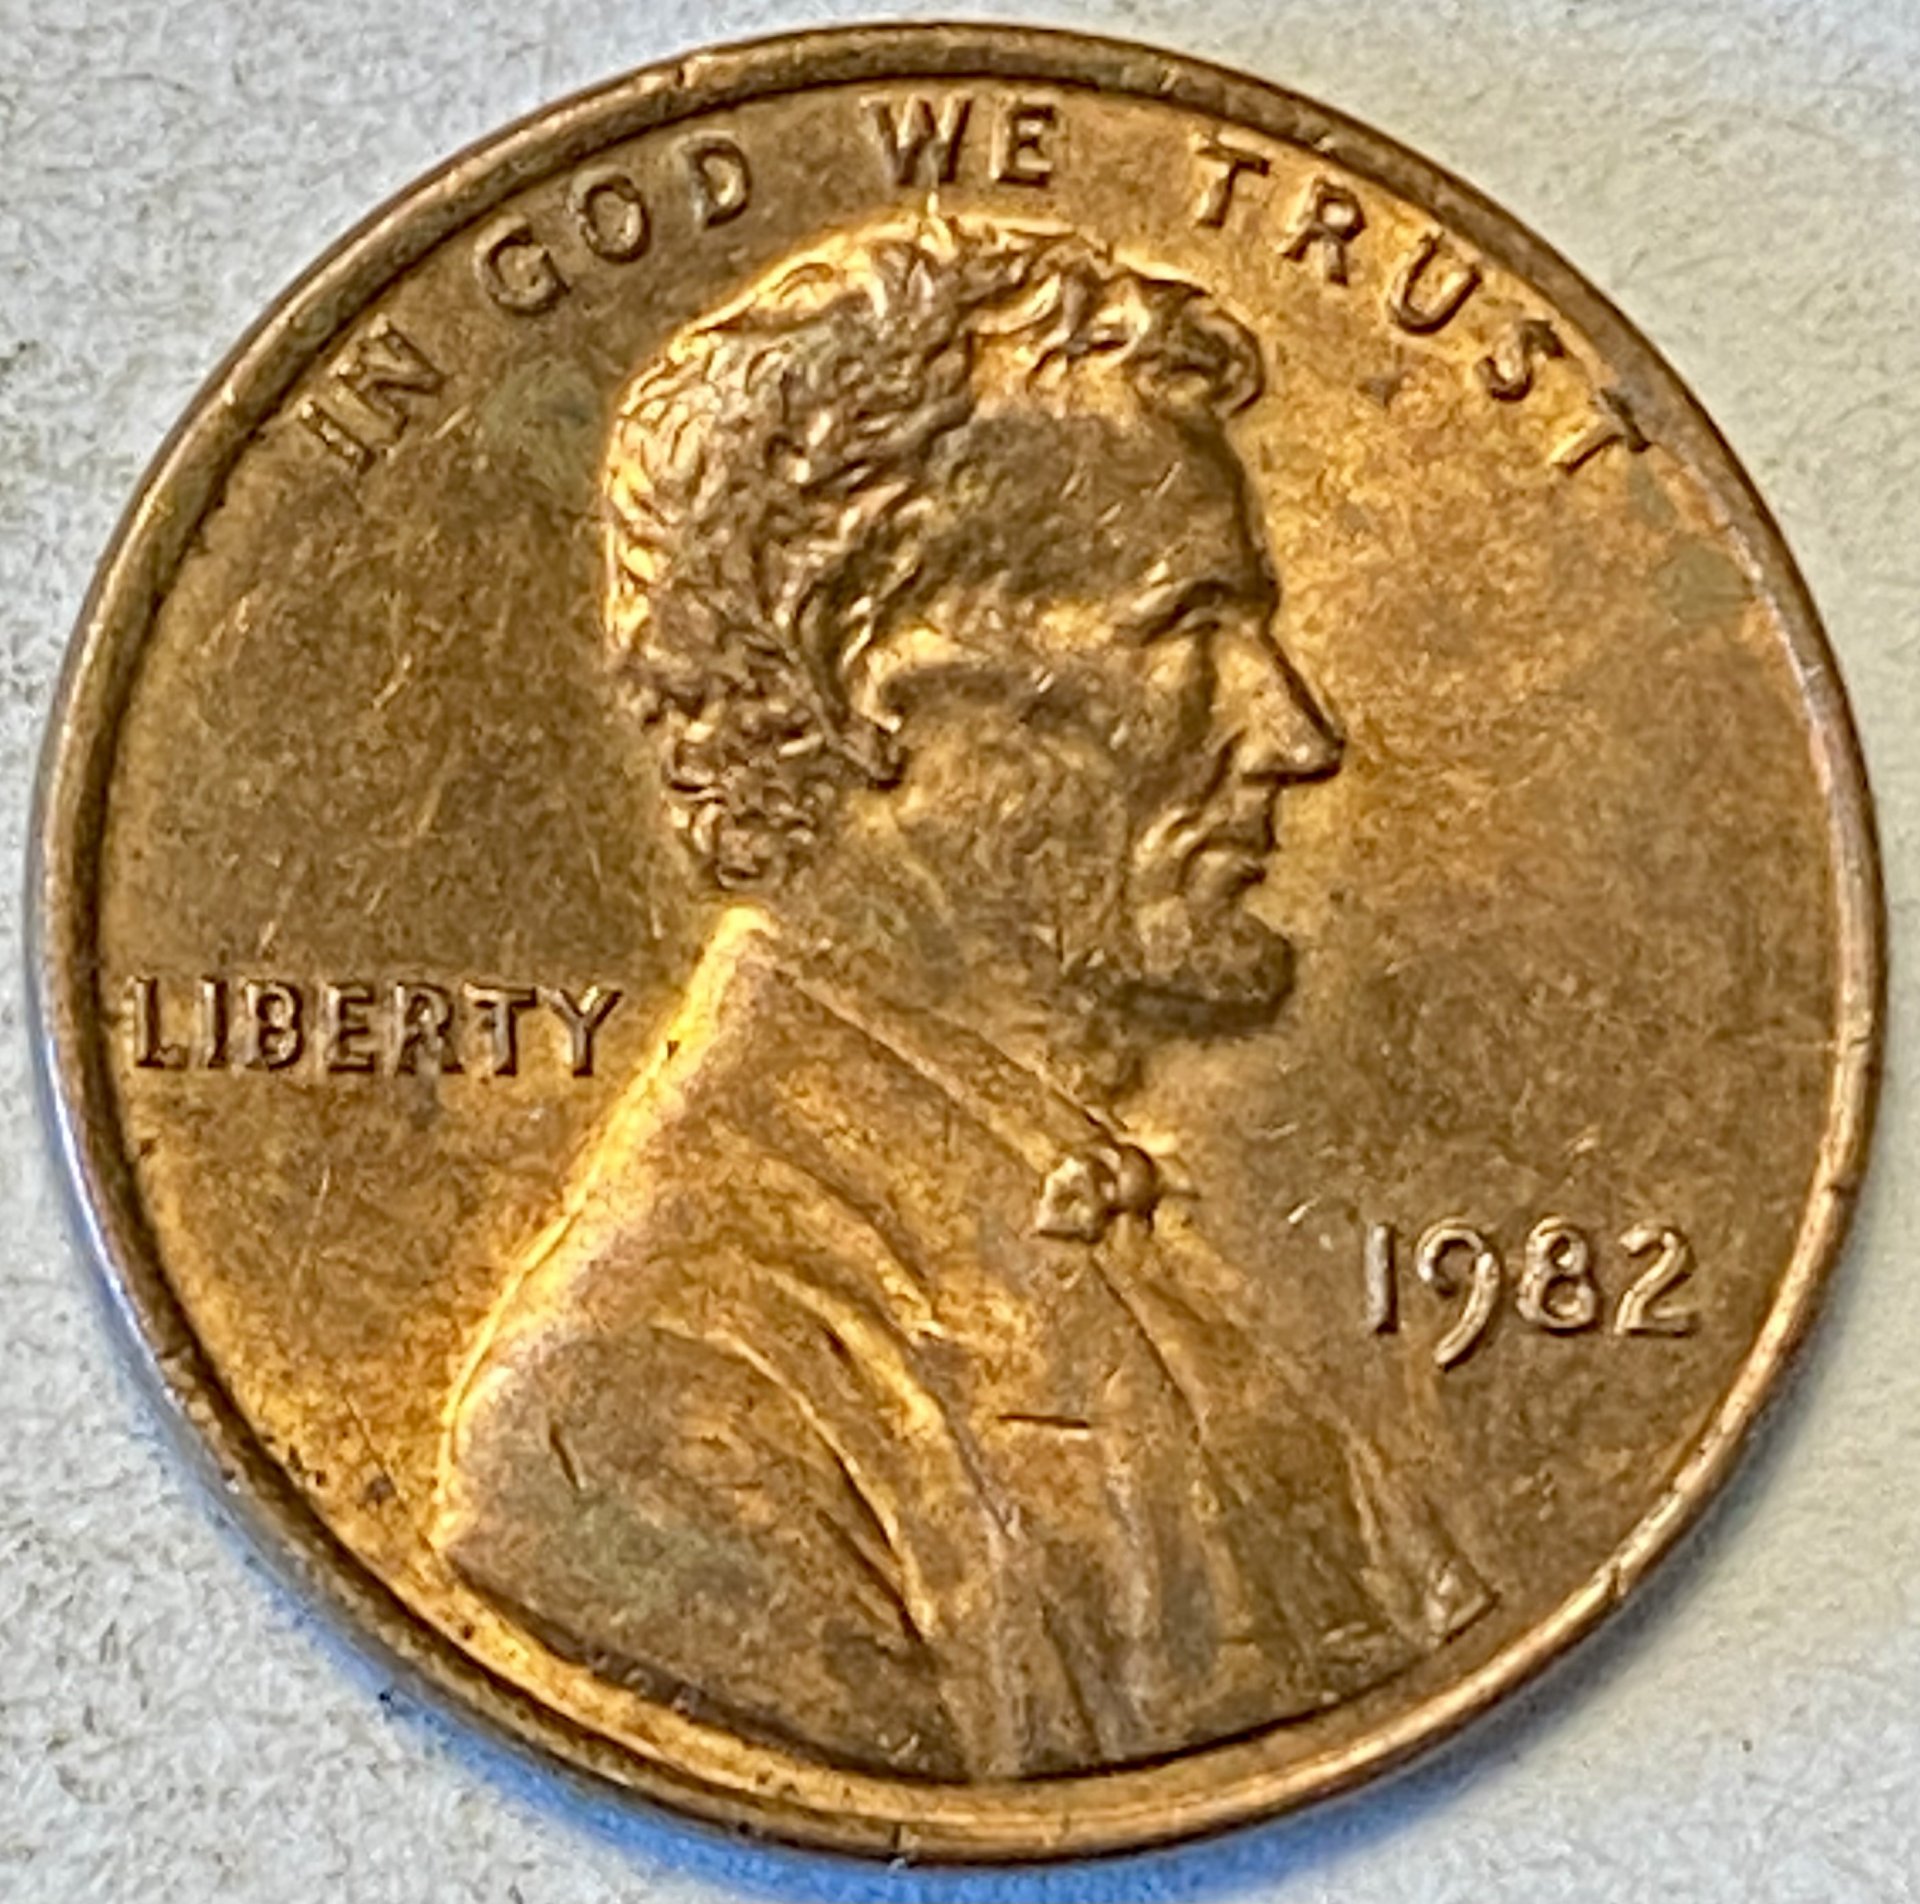 IN GOD WE TRUST
LIBERTY
1982